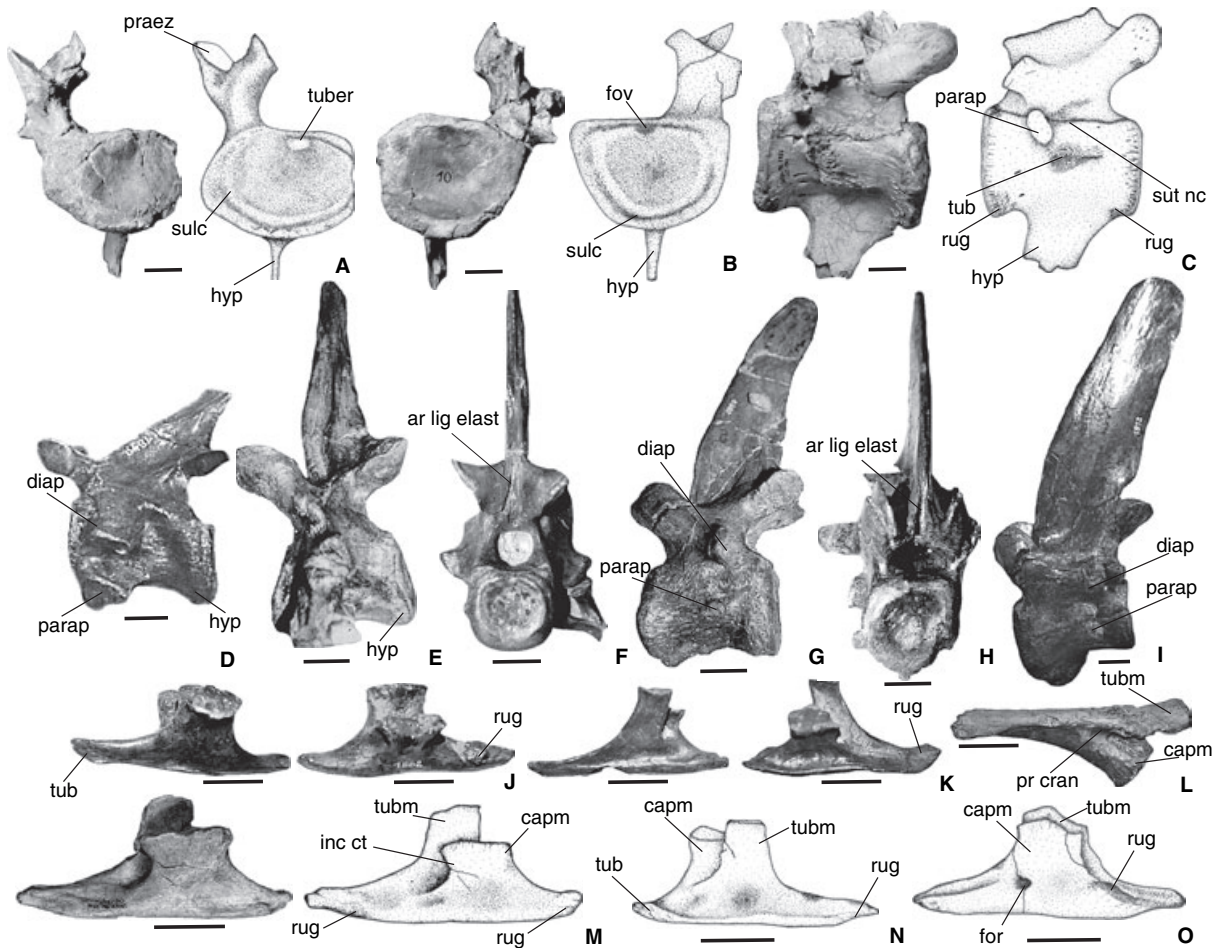 praez
tuber
sulc
hyp
A
10
fov
sulc
hyp
B
parap
tub
rug
hyp
sut nc
rug
C
diap
parap
hyp
D
hyp
E
ar lig elast
F
diap
parap
G
ar lig elast
H
diap
parap
I
tub
rug
J
rug
K
tubm
capm
pr cran
L
tubm
capm
inc ct
rug
rug
M
capm
tubm
tub
rug
N
capm
tubm
rug
for
O